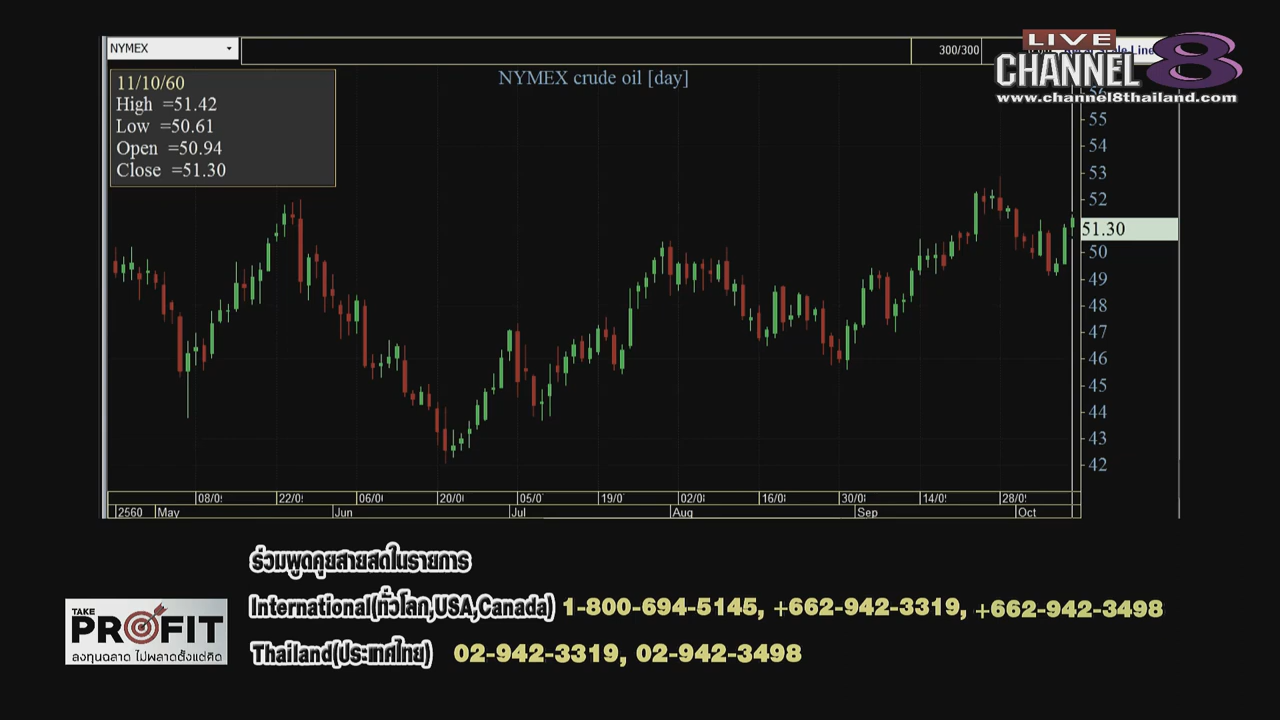 NYMEX
300/300
LIVE
CHANNEL 8
www.channel8thailand.com
NYMEX crude oil [day]
11/10/60
High =51.42
Low =50.61
Open =50.94
Close =51.30
55
54
53
52
51.30
50
49
48
47
46
45
44
43
42
08/0 22/0 06/0 20/0 05/0 19/0 02/0 16/0 30/0 14/0 28/0
2560 May Jun Jul Aug Sep Oct
ร่วมพูดคุยสายสดในรายการ
International(ทั่วโลก,USA,Canada) 1-800-694-5145, +662-942-3319, +662-942-3498
Thailand(ประเทศไทย) 02-942-3319, 02-942-3498
TAKE
PROFIT
ลงทุนฉลาด ไม่พลาดตั้งแต่คิด